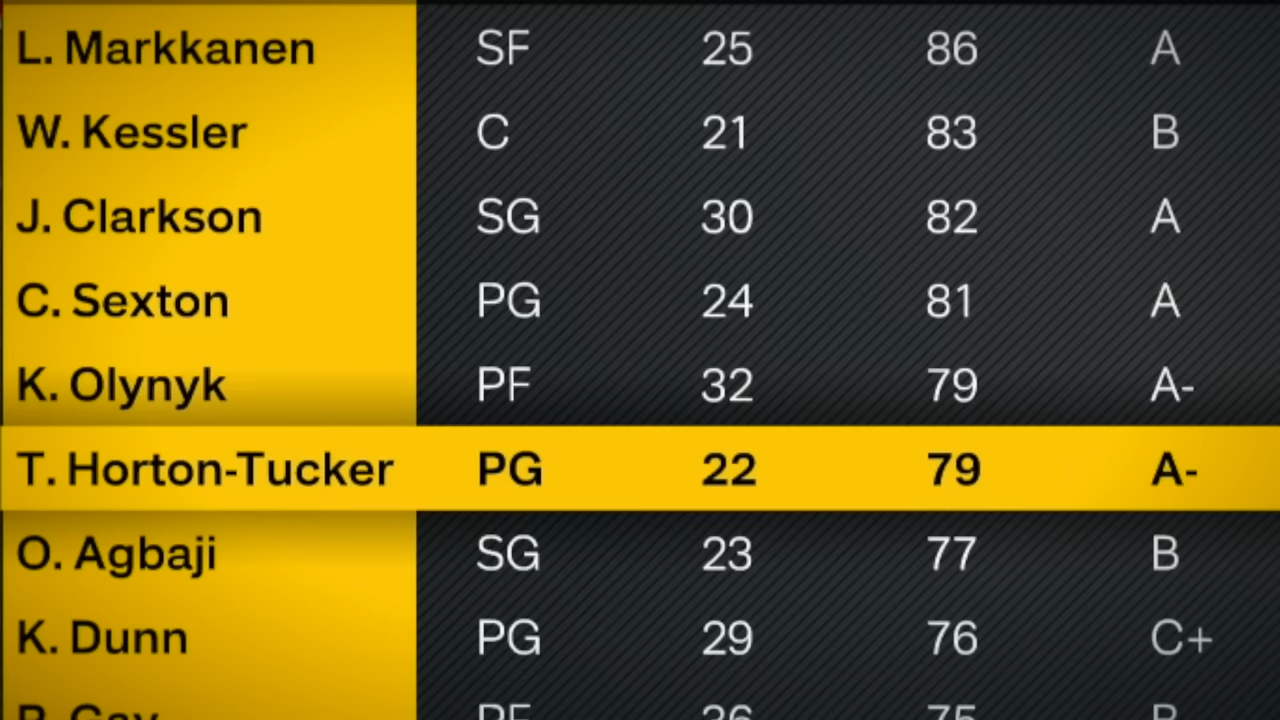 L. Markkanen SF 25 86 A
W. Kessler C 21 83 B
J. Clarkson SG 30 82 A
C. Sexton PG 24 81 A
K. Olynyk PF 32 79 A-
T. Horton-Tucker PG 22 79 A-
O. Agbaji SG 23 77 B
K. Dunn PG 29 76 C+